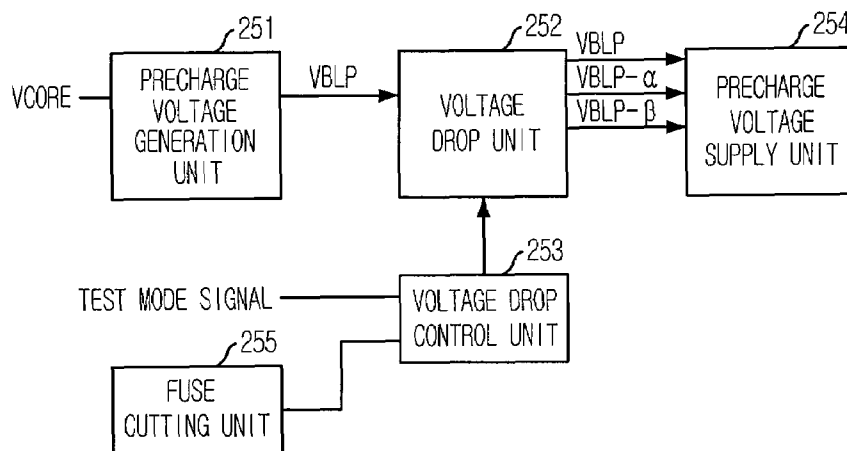 251
252
254
VCORE
PRECHARGE
VOLTAGE
GENERATION
UNIT
VBLP
VOLTAGE
DROP UNIT
VBLP
VBLP-α
VBLP-β
PRECHARGE
VOLTAGE
SUPPLY UNIT
253
TEST MODE SIGNAL
VOLTAGE DROP
CONTROL UNIT
255
FUSE
CUTTING UNIT